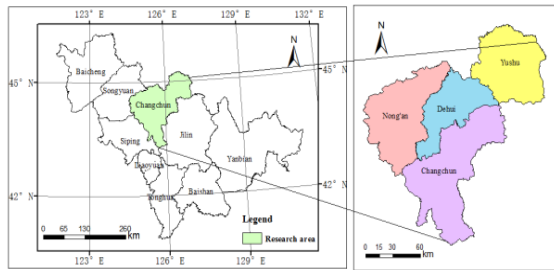 123° E 126° E 129° E 132° E
N
45° N
45° N
Baicheng
Songyuan
Changchun
Siping
Jilin
Liaoyuan
Yanbian
Tonghua
Baishan
42° N
42° N
Legend
Research area
0 65 130 260
km
123° E 126° E 129° E
N
Yushu
Dehui
Nong'an
Changchun
0 15 30 60
km